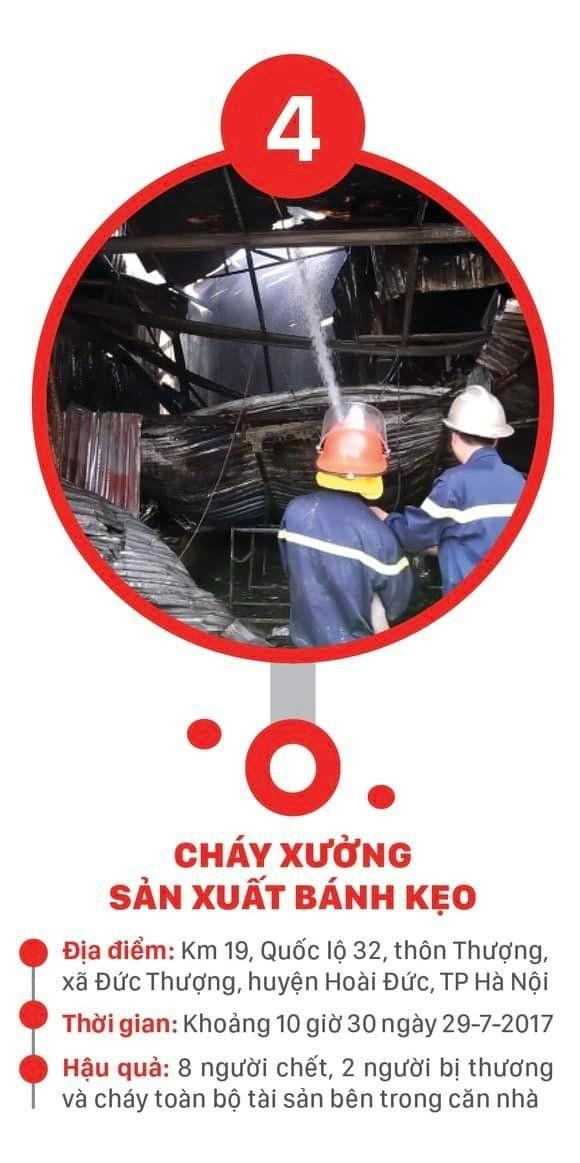 4
CHÁY XƯỞNG
SẢN XUẤT BÁNH KẸO
Địa điểm: Km 19, Quốc lộ 32, thôn Thượng,
xã Đức Thượng, huyện Hoài Đức, TP Hà Nội
Thời gian: Khoảng 10 giờ 30 ngày 29-7-2017
Hậu quả: 8 người chết, 2 người bị thương
và cháy toàn bộ tài sản bên trong căn nhà